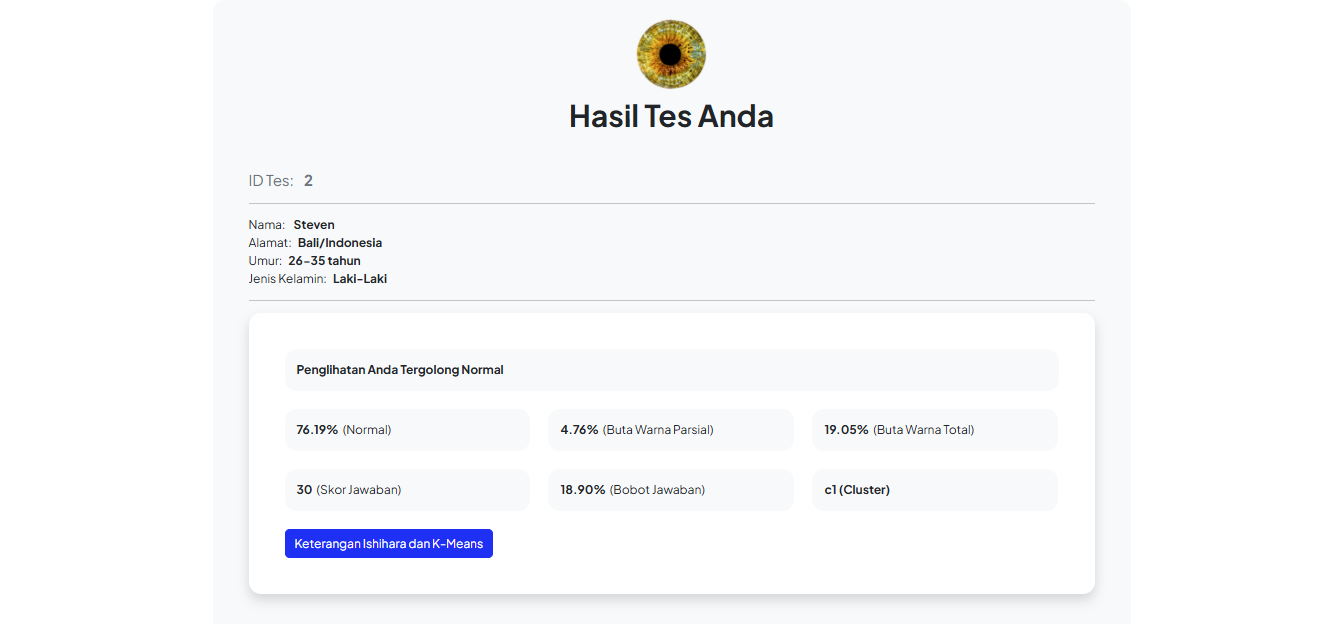 Hasil Tes Anda
ID Tes: 2
Nama: Steven
Alamat: Bali/Indonesia
Umur: 26-35 tahun
Jenis Kelamin: Laki-Laki
Penglihatan Anda Tergolong Normal
76.19% (Normal)
4.76% (Buta Warna Parsial)
19.05% (Buta Warna Total)
30 (Skor Jawaban)
18.90% (Bobot Jawaban)
c1 (Cluster)
Keterangan Ishihara dan K-Means